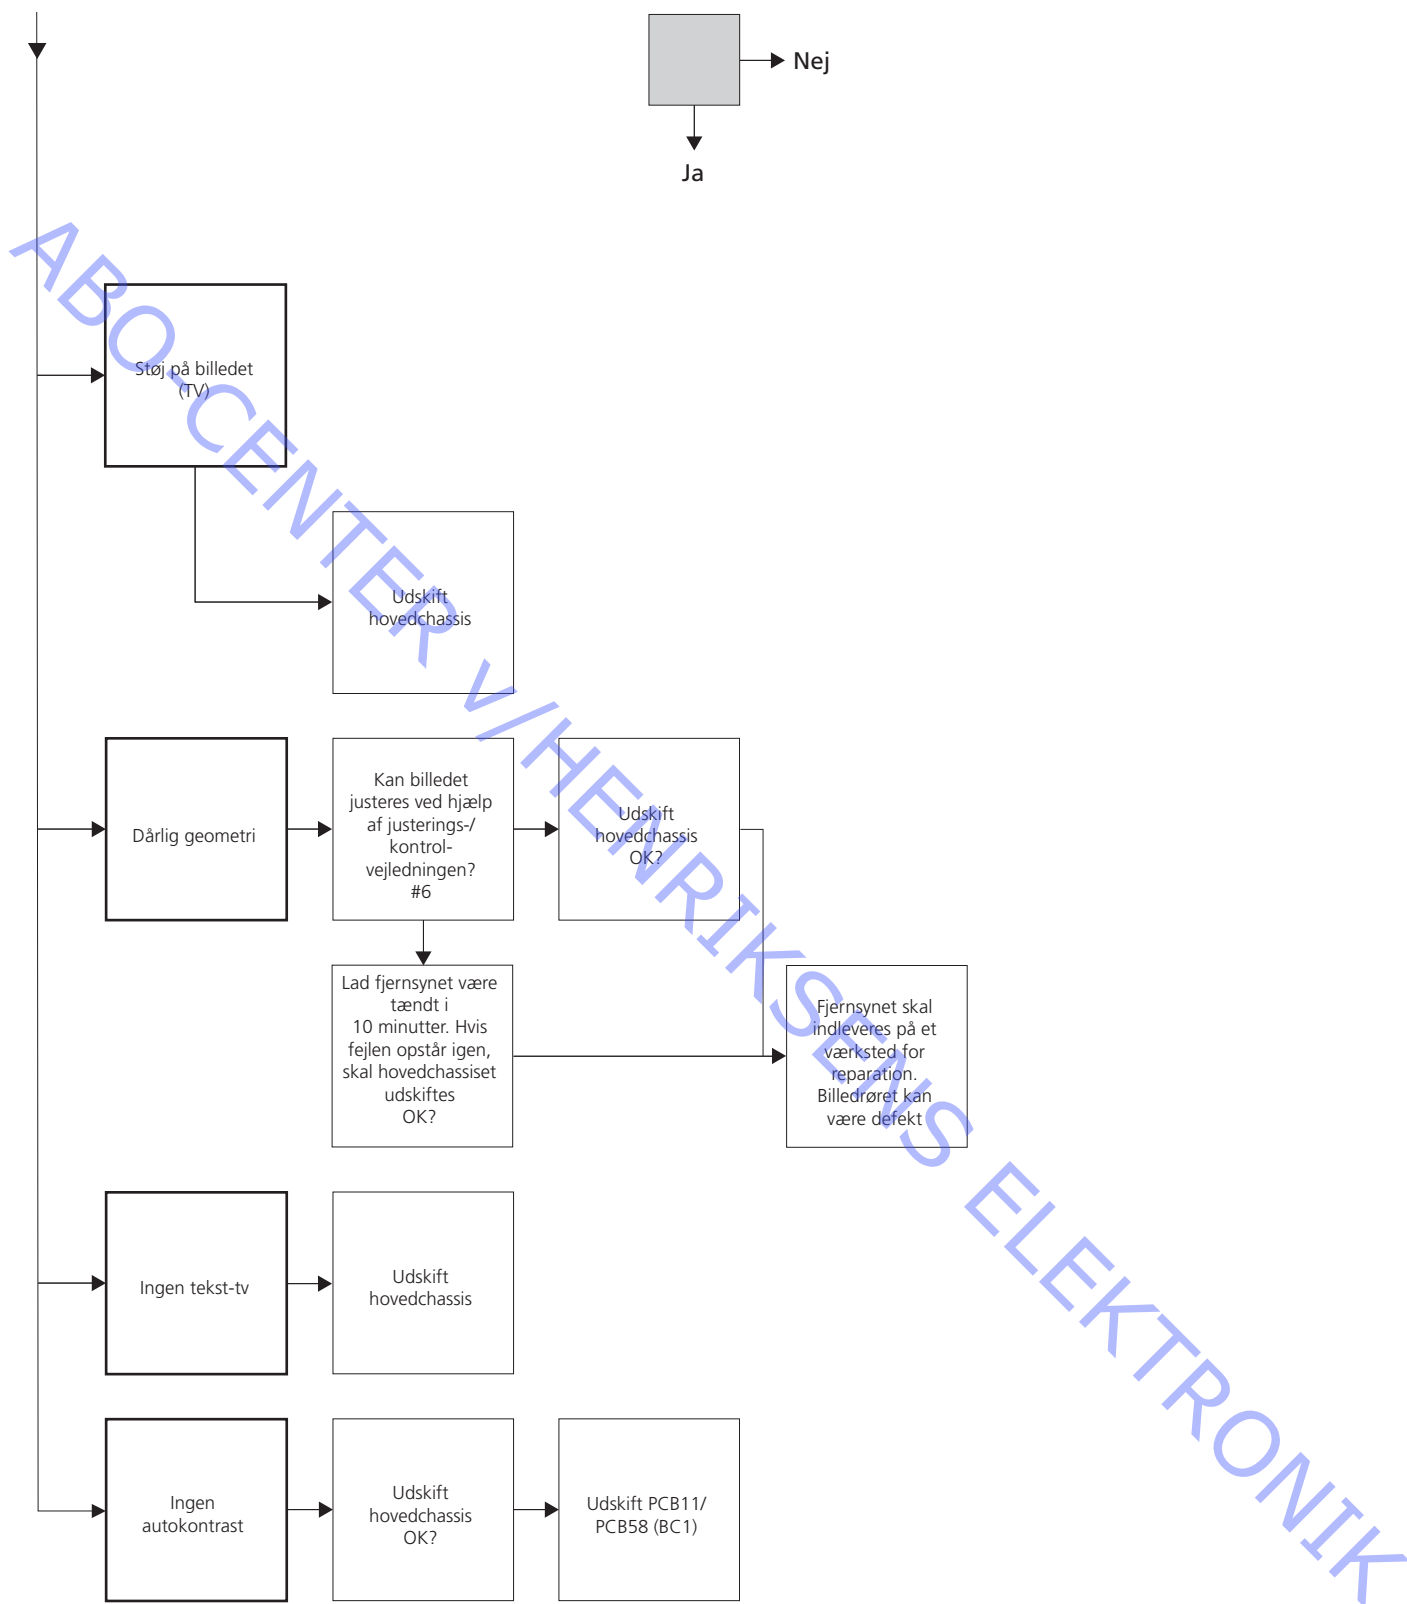 Nej
Ja
Støj på billedet
(TV)
Udskift
hovedchassis
Dårlig geometri
Kan billedet
justeres ved hjælp
af justerings-/
kontrol-
vejledningen?
#6
Udskift
hovedchassis
OK?
Lad fjernsynet være
tændt i
10 minutter. Hvis
fejlen opstår igen,
skal hovedchassiset
udskiftes
OK?
Fjernsynet skal
indleveres på et
værksted for
reparation.
Billedrøret kan
være defekt
Ingen tekst-tv
Udskift
hovedchassis
Ingen
autokontrast
Udskift
hovedchassis
OK?
Udskift PCB11/
PCB58 (BC1)
ABO-CENTER v/HENRIKSENS ELEKTRONIK